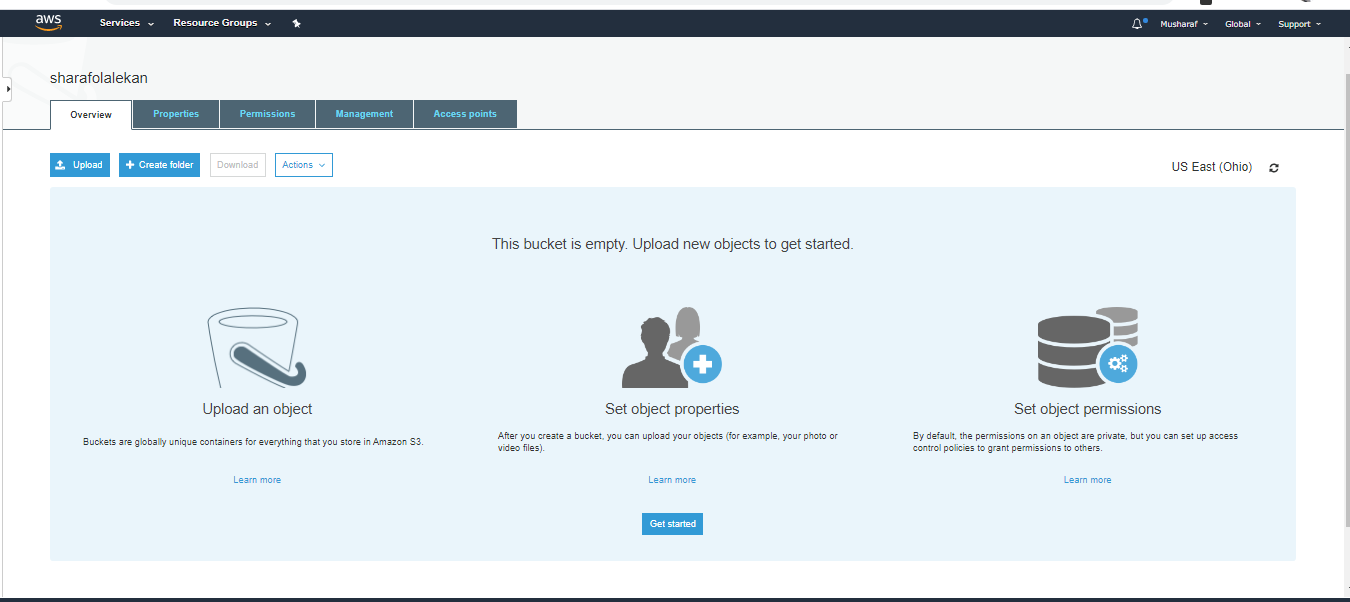 aws Services Resource Groups Musharaf Global Support
sharafolalekan
Overview Properties Permissions Management Access points
Upload Create folder Download Actions US East (Ohio)
This bucket is empty. Upload new objects to get started.
Upload an object
Buckets are globally unique containers for everything that you store in Amazon S3.
Learn more
Set object properties
After you create a bucket, you can upload your objects (for example, your photo or
video files).
Learn more
Set object permissions
By default, the permissions on an object are private, but you can set up access
control policies to grant permissions to others.
Learn more
Get started